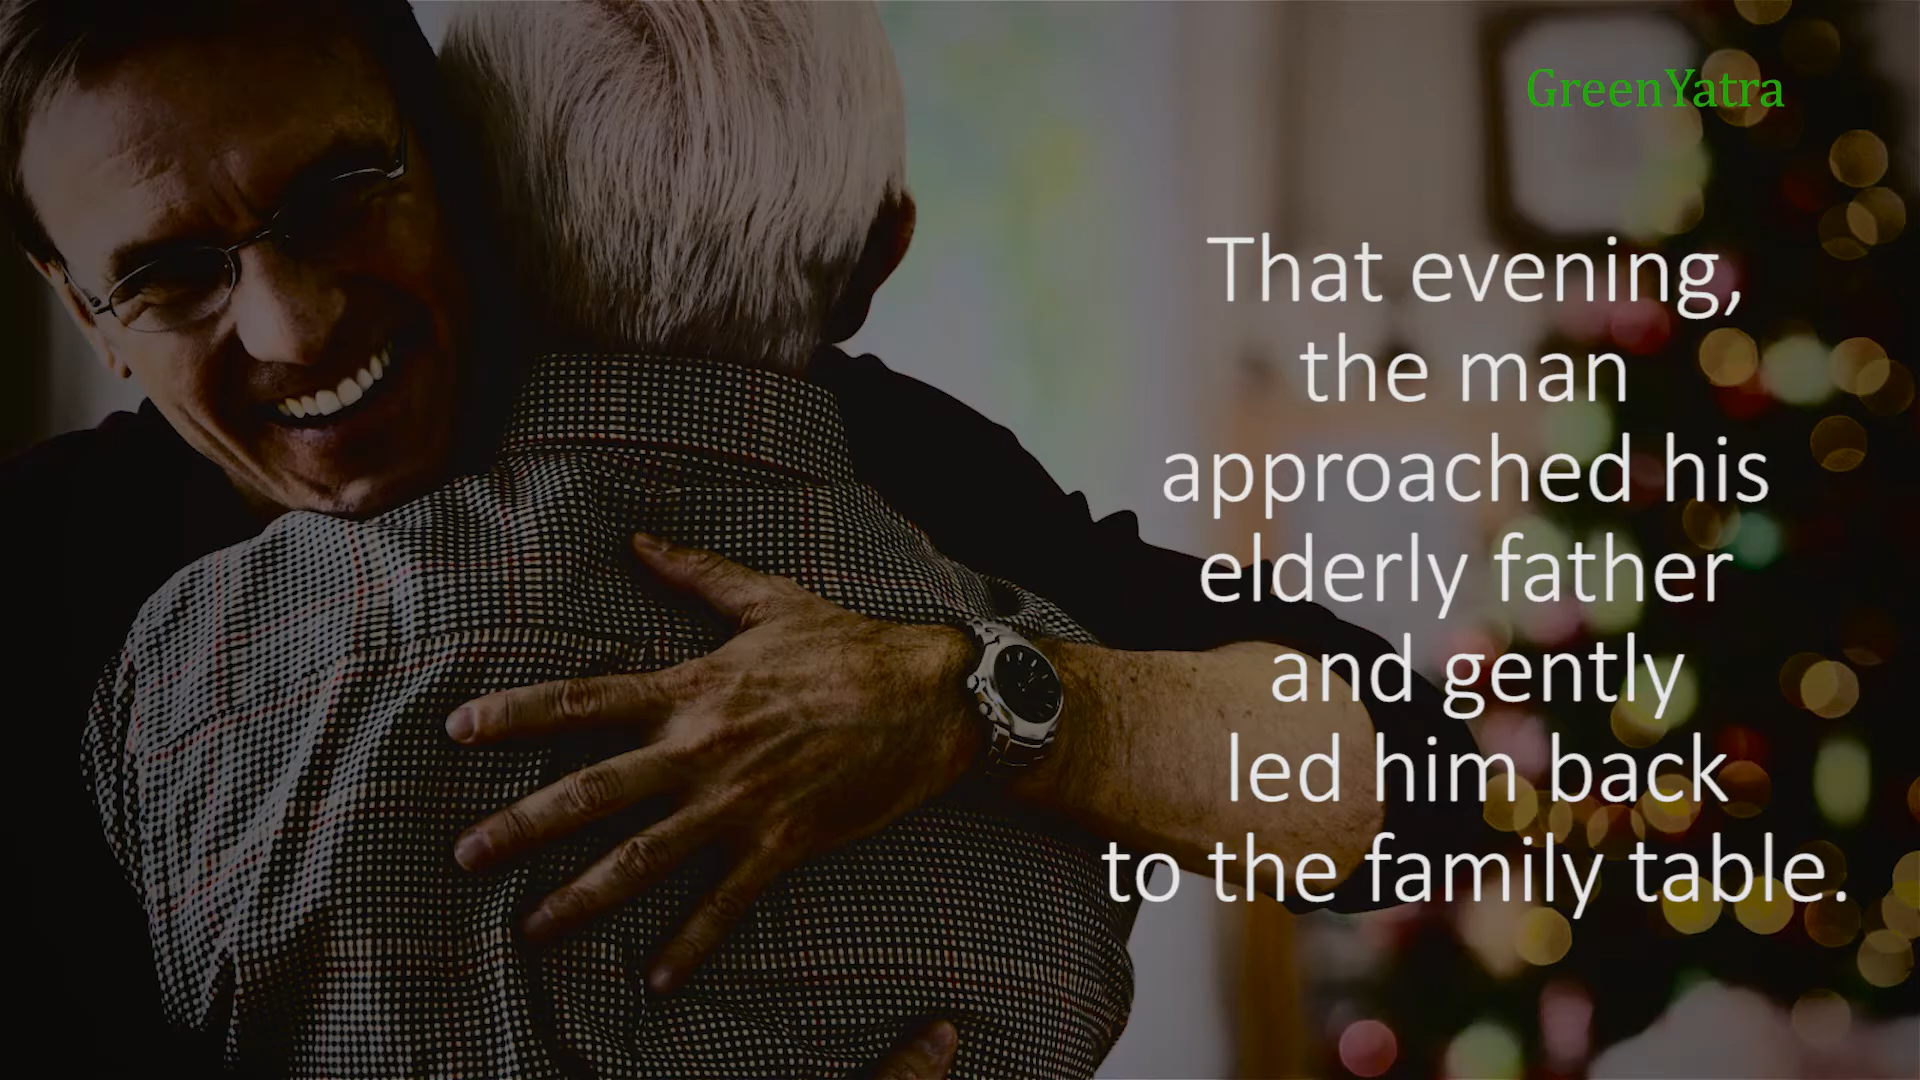 GreenYatra
That evening,
the man
approached his
elderly father
and gently
led him back
to the family table.